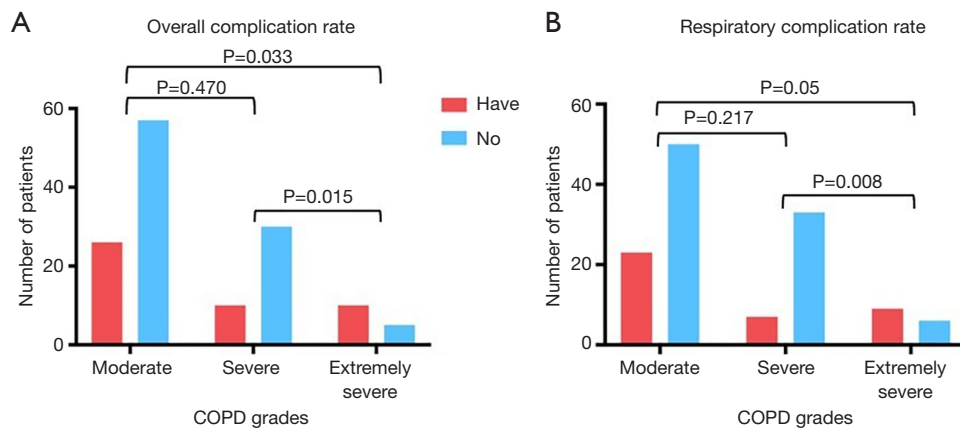 A
Overall complication rate
P=0.033
P=0.470
P=0.015
Have
No
Number of patients
60
40
20
0
Moderate
Severe
Extremely
severe
COPD grades
B
Respiratory complication rate
P=0.05
P=0.217
P=0.008
Number of patients
60
40
20
0
Moderate
Severe
Extremely
severe
COPD grades